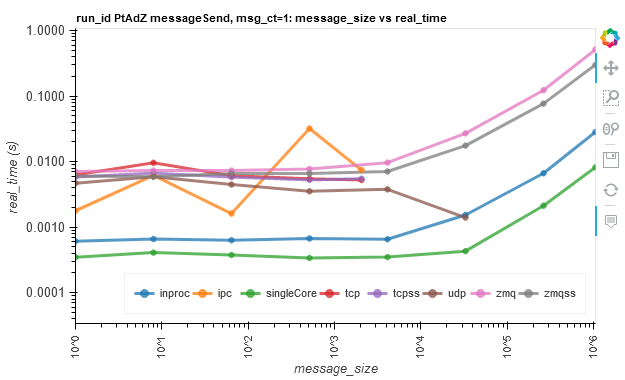 run_id PtAdZ messageSend, msg_ct=1: message_size vs real_time
1.0000
0.1000
0.0100
0.0010
0.0001
real_time (s)
inproc ipc singleCore tcp tcpss udp zmq zmqss
10^0 10^1 10^2 10^3 10^4 10^5 10^6
message_size